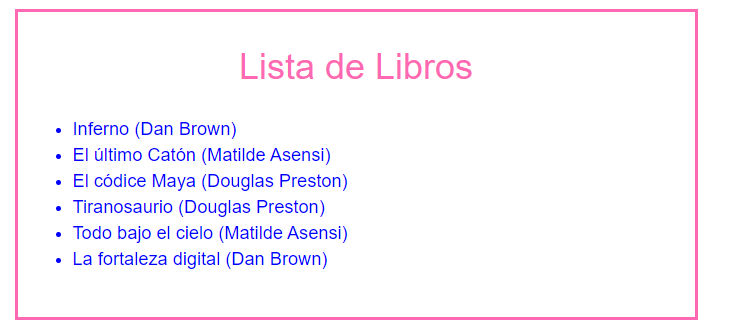 Lista de Libros
• Inferno (Dan Brown)
• El último Catón (Matilde Asensi)
• El códice Maya (Douglas Preston)
• Tiranosaurio (Douglas Preston)
• Todo bajo el cielo (Matilde Asensi)
• La fortaleza digital (Dan Brown)